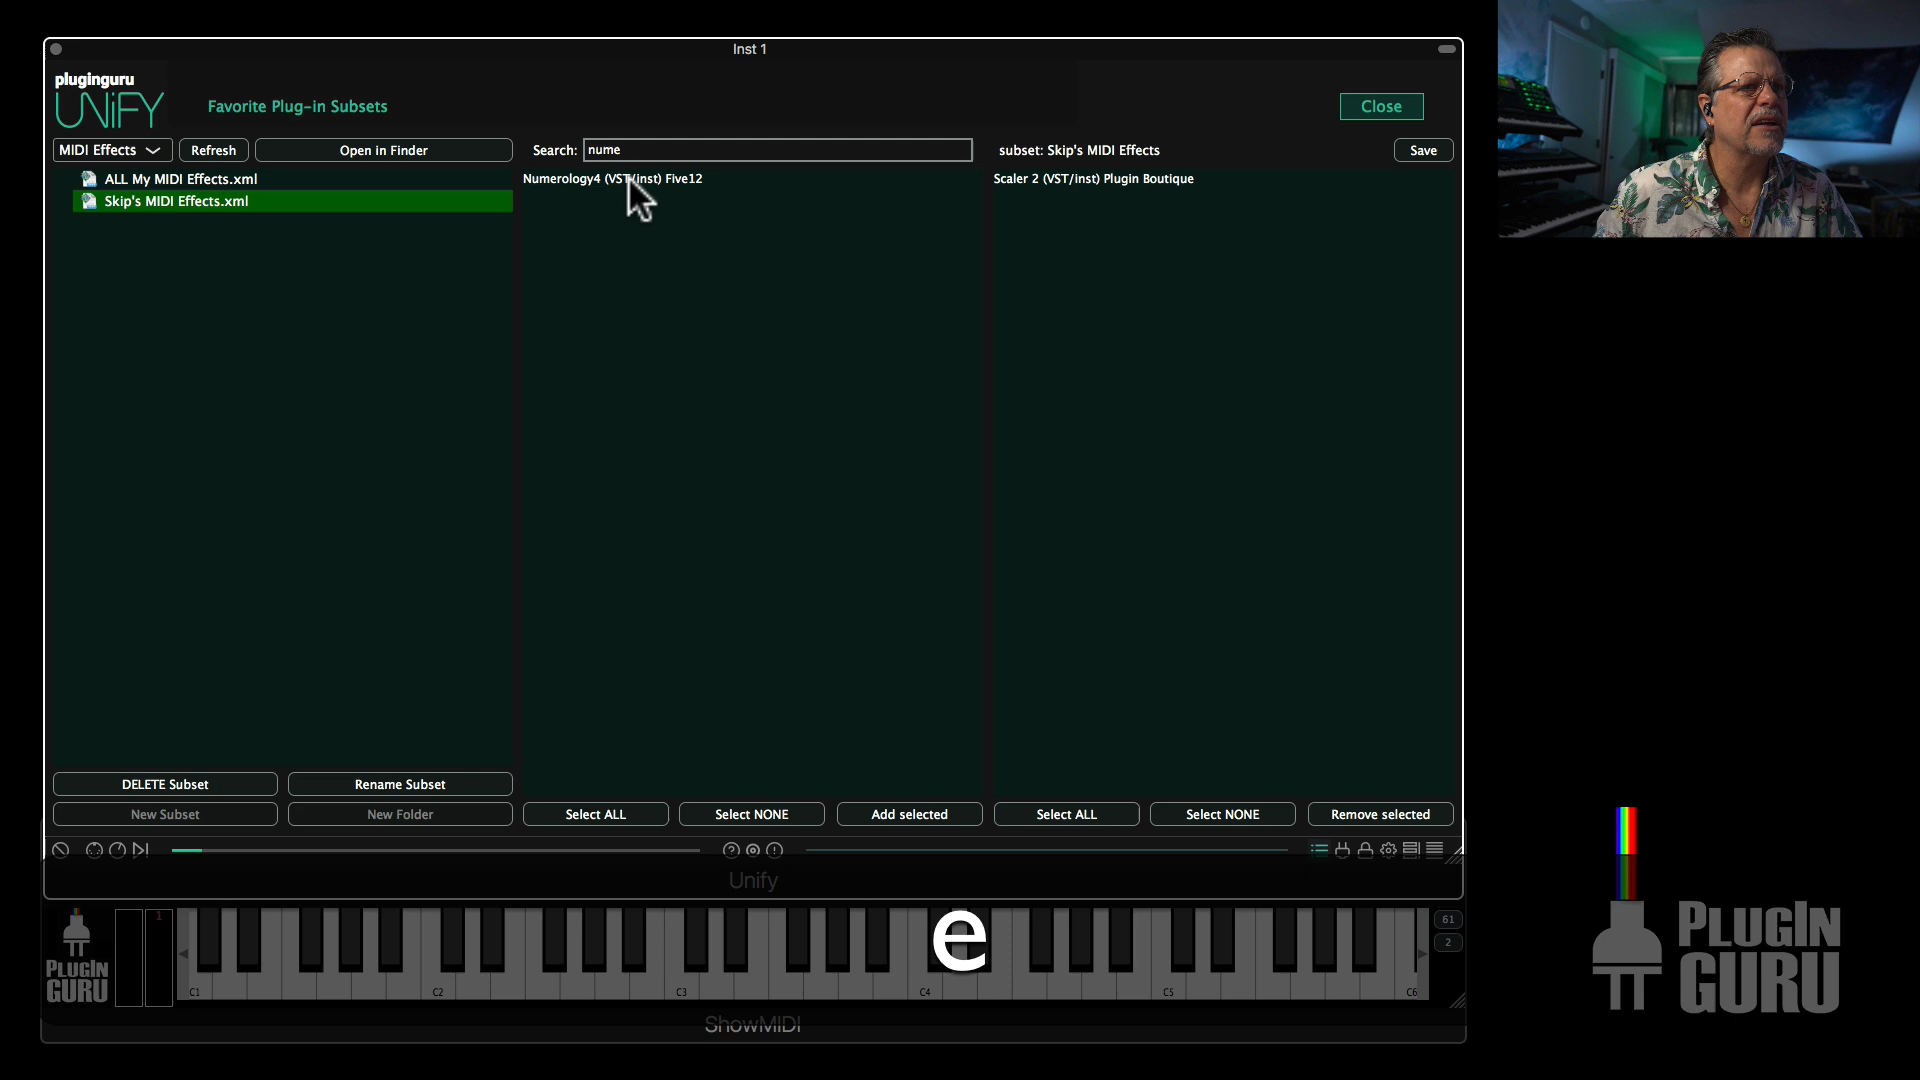 Inst 1
pluginguru
UNiFY
Favorite Plug-in Subsets
Close
MIDI Effects
Refresh
Open in Finder
Search: nume
subset: Skip's MIDI Effects
Save
ALL My MIDI Effects.xml
Skip's MIDI Effects.xml
Numerology4 (VST/inst) Five12
Scaler 2 (VST/inst) Plugin Boutique
DELETE Subset
Rename Subset
New Subset
New Folder
Select ALL
Select NONE
Add selected
Select ALL
Select NONE
Remove selected
Unify
e
1
61
2
PLUGIN
GURU
C1
C2
C3
C4
C5
C6
ShowMIDI
PLUGIN
GURU